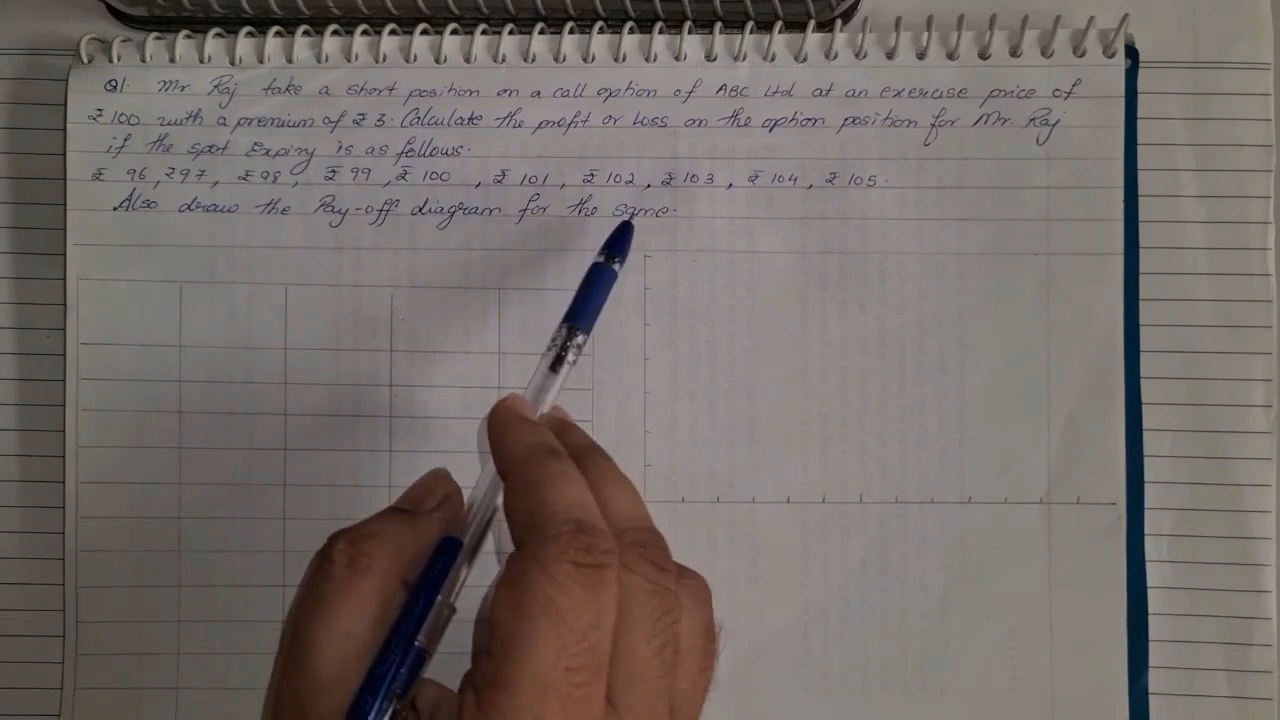 Q1. Mr Raj take a short position on a call option of ABC Ltd at an exercise price of
₹ 100 with a premium of ₹ 3. Calculate the profit or Loss on the option position for Mr. Raj
if the spot Expiry is as follows.
₹ 96, ₹97, ₹98, ₹99, ₹100, ₹101, ₹102, ₹103, ₹104, ₹105.
Also draw the Pay-off diagram for the same.